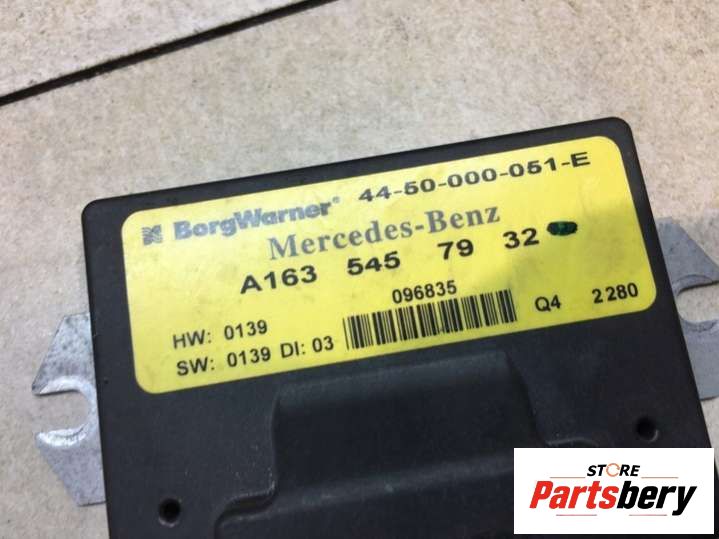 BorgWarner® 44-50-000-051-E
Mercedes-Benz
A163 545 79 32
096835
HW: 0139
SW: 0139 DI: 03
Q4 2280
STORE
Partsbery